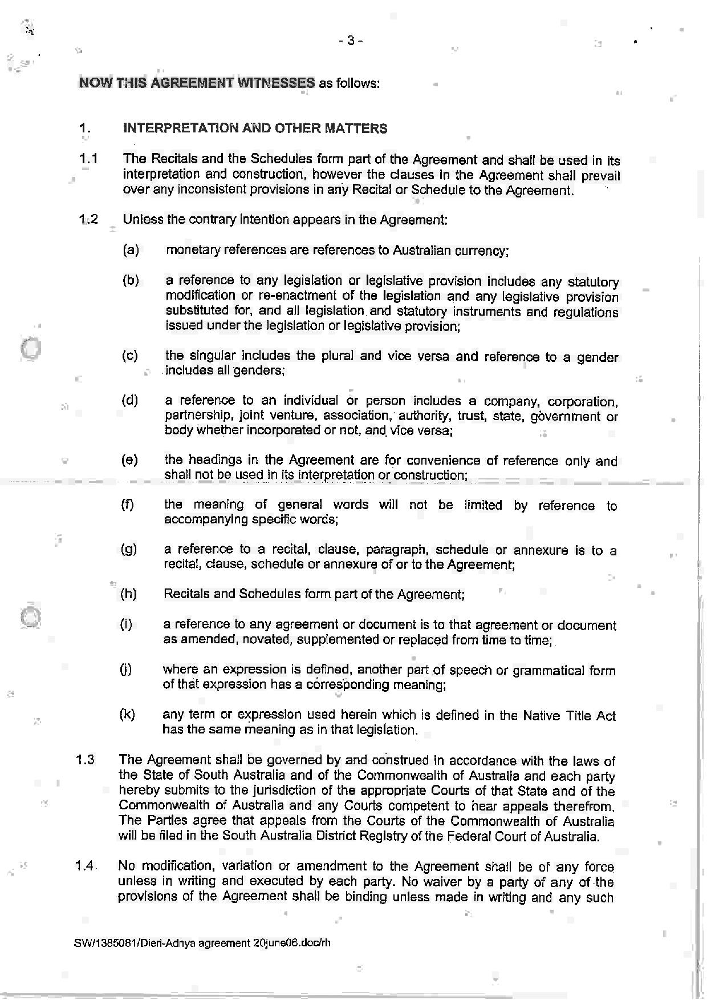 - 3 -
NOW THIS AGREEMENT WITNESSES as follows:
1. INTERPRETATION AND OTHER MATTERS
1.1 The Recitals and the Schedules form part of the Agreement and shall be used in its
interpretation and construction, however the clauses in the Agreement shall prevail
over any inconsistent provisions in any Recital or Schedule to the Agreement.
1.2 Unless the contrary intention appears in the Agreement:
(a) monetary references are references to Australian currency;
(b) a reference to any legislation or legislative provision includes any statutory
modification or re-enactment of the legislation and any legislative provision
substituted for, and all legislation and statutory instruments and regulations
issued under the legislation or legislative provision;
(c) the singular includes the plural and vice versa and reference to a gender
includes all genders;
(d) a reference to an individual or person includes a company, corporation,
partnership, joint venture, association, authority, trust, state, government or
body whether incorporated or not, and vice versa;
(e) the headings in the Agreement are for convenience of reference only and
shall not be used in its interpretation or construction;
(f) the meaning of general words will not be limited by reference to
accompanying specific words;
(g) a reference to a recital, clause, paragraph, schedule or annexure is to a
recital, clause, schedule or annexure of or to the Agreement;
(h) Recitals and Schedules form part of the Agreement;
(i) a reference to any agreement or document is to that agreement or document
as amended, novated, supplemented or replaced from time to time;
(j) where an expression is defined, another part of speech or grammatical form
of that expression has a corresponding meaning;
(k) any term or expression used herein which is defined in the Native Title Act
has the same meaning as in that legislation.
1.3 The Agreement shall be governed by and construed in accordance with the laws of
the State of South Australia and of the Commonwealth of Australia and each party
hereby submits to the jurisdiction of the appropriate Courts of that State and of the
Commonwealth of Australia and any Courts competent to hear appeals therefrom.
The Parties agree that appeals from the Courts of the Commonwealth of Australia
will be filed in the South Australia District Registry of the Federal Court of Australia.
1.4 No modification, variation or amendment to the Agreement shall be of any force
unless in writing and executed by each party. No waiver by a party of any of the
provisions of the Agreement shall be binding unless made in writing and any such
SW/1385081/Dieri-Adnya agreement 20june06.doc/rh